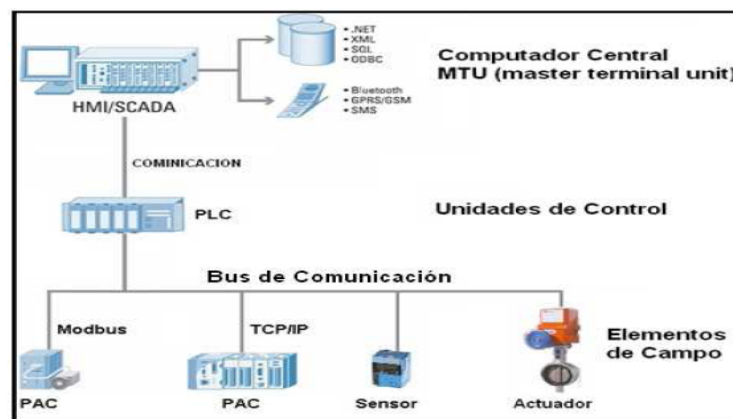 • .NET
• XML
• SQL
• ODBC
Computador Central
MTU (master terminal unit)
• Bluetooth
• GPRS/GSM
• SMS
HMI/SCADA
COMINICACION
PLC
Unidades de Control
Bus de Comunicación
Modbus
TCP/IP
Elementos
de Campo
PAC
PAC
Sensor
Actuador